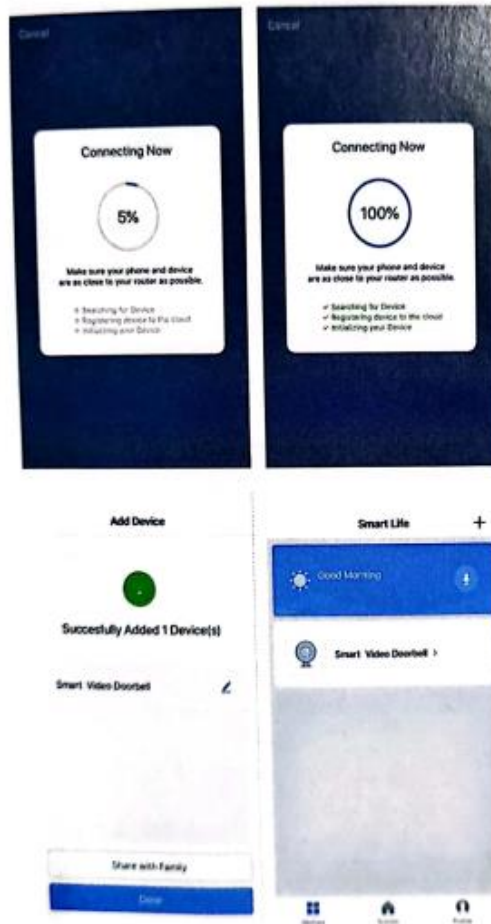 Cancel
Connecting Now
5%
Make sure your phone and device
are as close to your router as possible.
Searching for Device
Registering device to the cloud
Initializing your Device
Cancel
Connecting Now
100%
Make sure your phone and device
are as close to your router as possible.
✓ Searching for Device
✓ Registering device to the cloud
✓ Initializing your Device
Add Device
Succesfully Added 1 Device(s)
Smart Video Doorbell
Share with Family
Done
Smart Life +
Good Morning
Smart Video Doorbell >
Profile